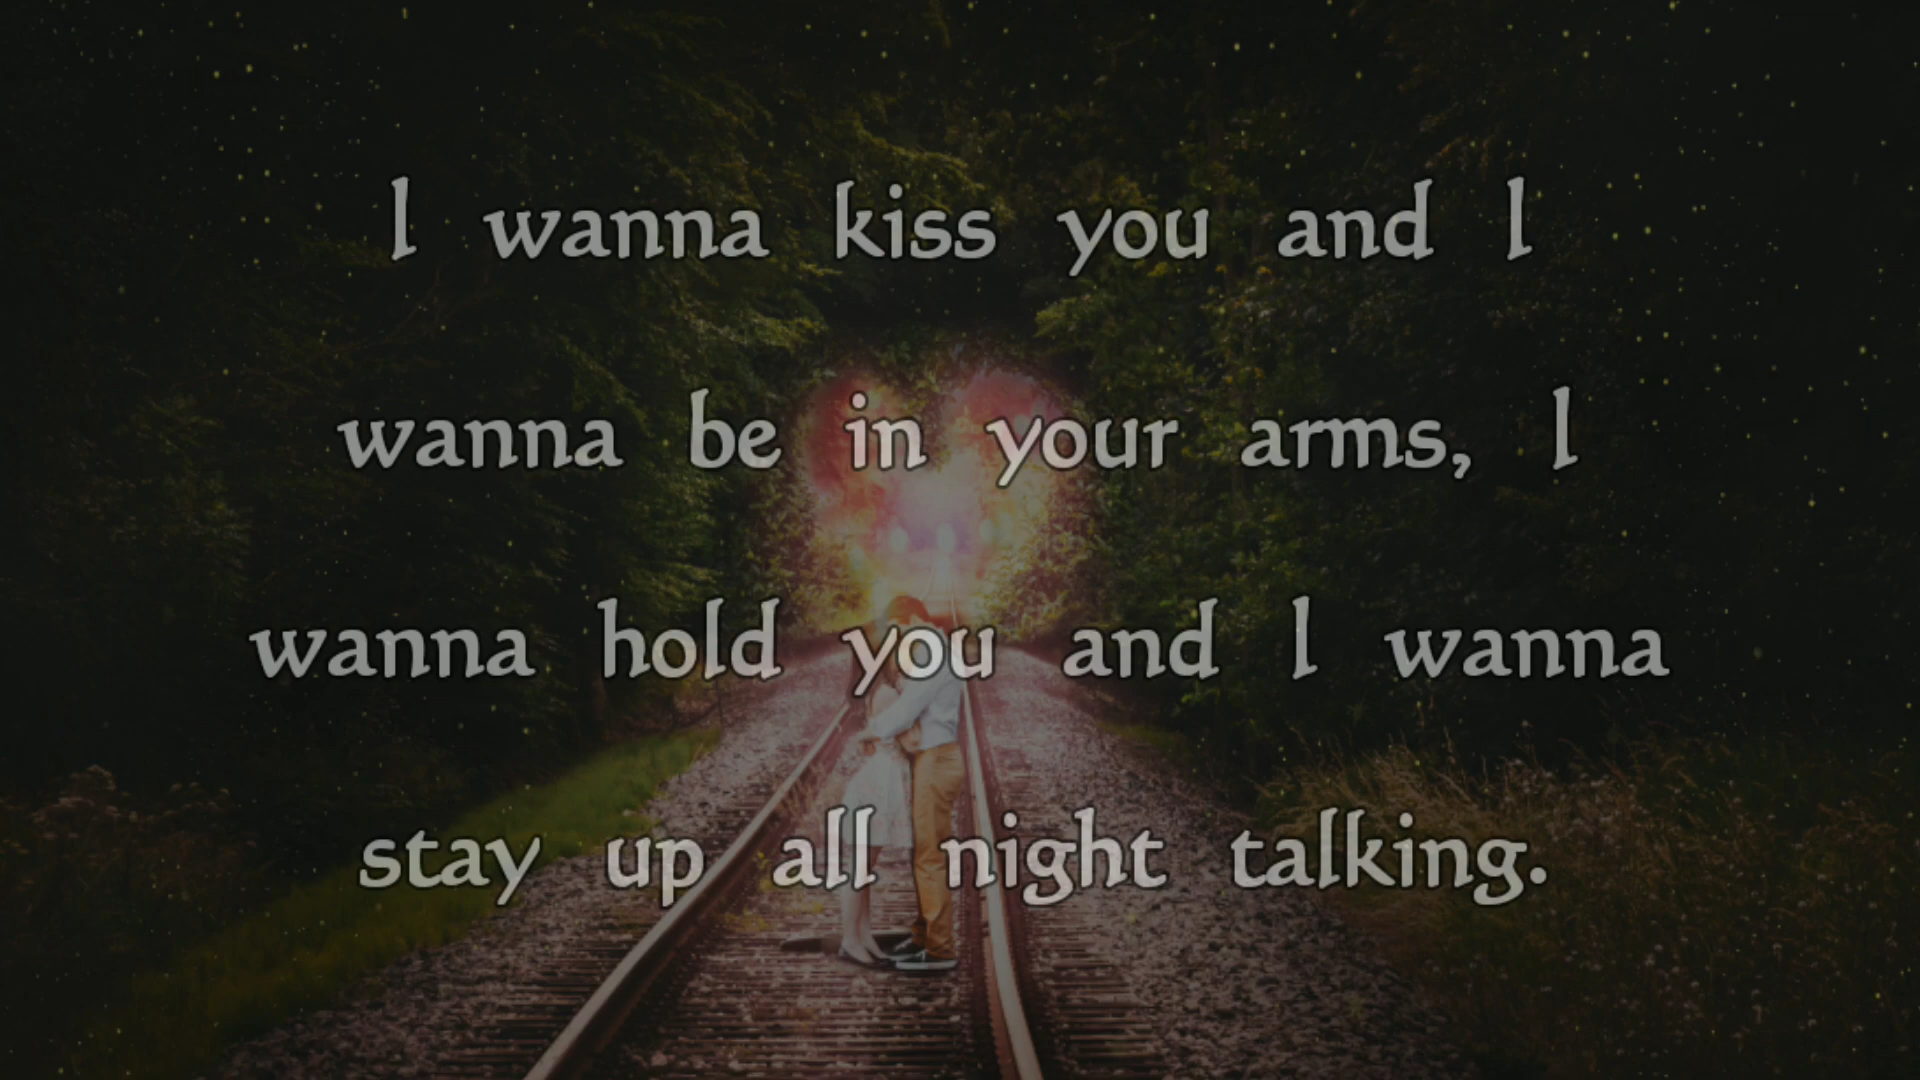 I wanna kiss you and I
wanna be in your arms, I
wanna hold you and I wanna
stay up all night talking.